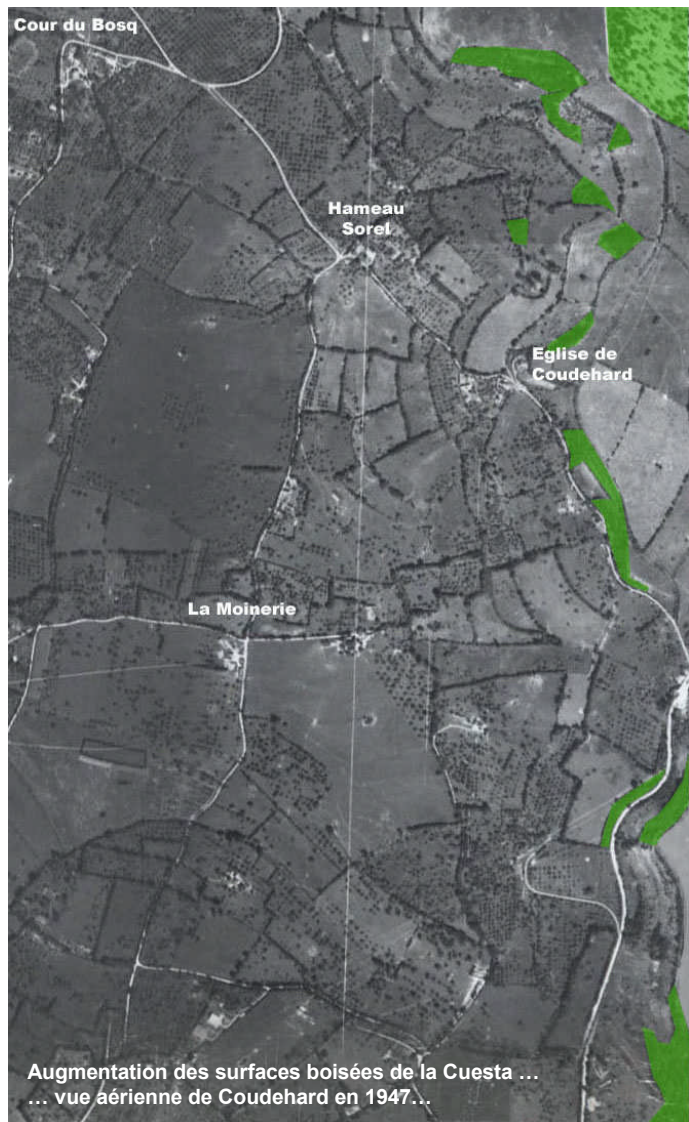 Cour du Bosq
Hameau
Sorel
Eglise de
Coudehard
La Moinerie
Augmentation des surfaces boisées de la Cuesta ...
... vue aérienne de Coudehard en 1947...